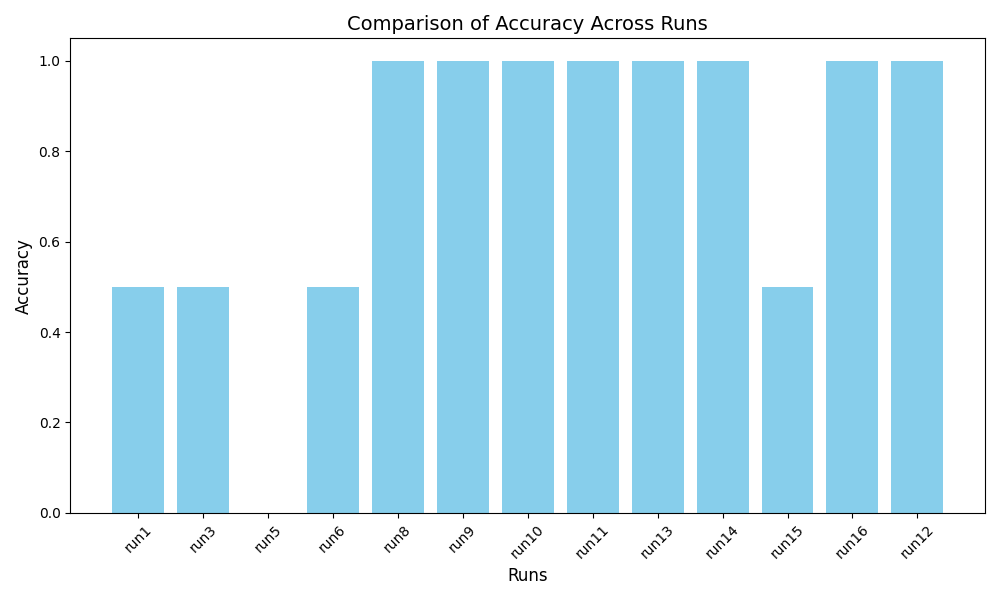 Comparison of Accuracy Across Runs
Accuracy
1.0
0.8
0.6
0.4
0.2
0.0
run1 run3 run5 run6 run8 run9 run10 run11 run13 run14 run15 run16 run12
Runs